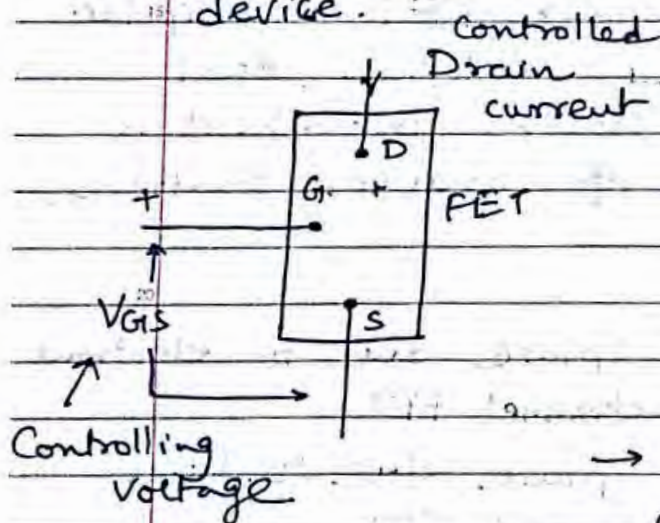 device.
Controlled
Drain
current
D
G
FET
+
VGS
S
Controlling
Voltage